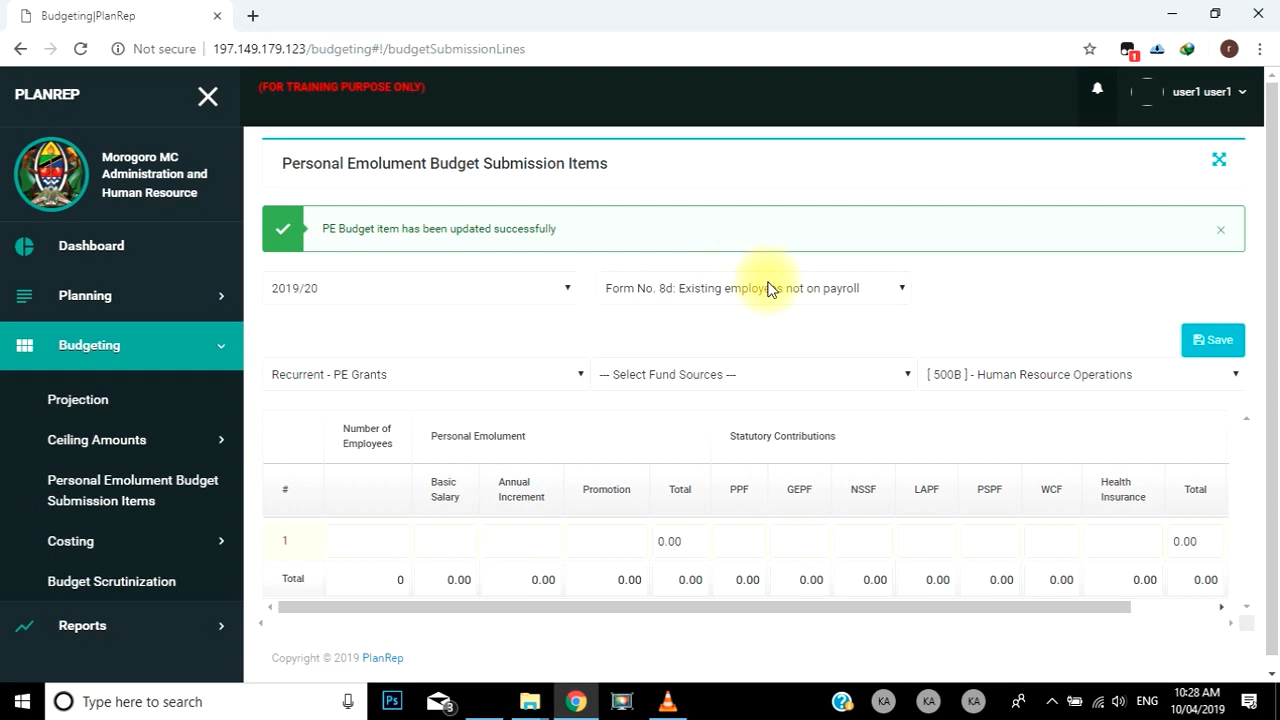 Budgeting|PlanRep
Not secure | 197.149.179.123/budgeting#!/budgetSubmissionLines
1
r
PLANREP
(FOR TRAINING PURPOSE ONLY)
user1 user1
Morogoro MC
Administration and
Human Resource
Dashboard
Planning
Budgeting
Projection
Ceiling Amounts
Personal Emolument Budget
Submission Items
Costing
Budget Scrutinization
Reports
Personal Emolument Budget Submission Items
PE Budget item has been updated successfully
2019/20
Form No. 8d: Existing employees not on payroll
Save
Recurrent - PE Grants
--- Select Fund Sources ---
[ 500B ] - Human Resource Operations
Number of
Employees
Personal Emolument
Statutory Contributions
#
Basic
Salary
Annual
Increment
Promotion
Total
PPF
GEPF
NSSF
LAPF
PSPF
WCF
Health
Insurance
Total
1 0.00 0.00
Total 0 0.00 0.00 0.00 0.00 0.00 0.00 0.00 0.00 0.00 0.00 0.00 0.00
Copyright © 2019 PlanRep
Type here to search
Ps
3
KA
KA
KA
ENG
10:28 AM
10/04/2019